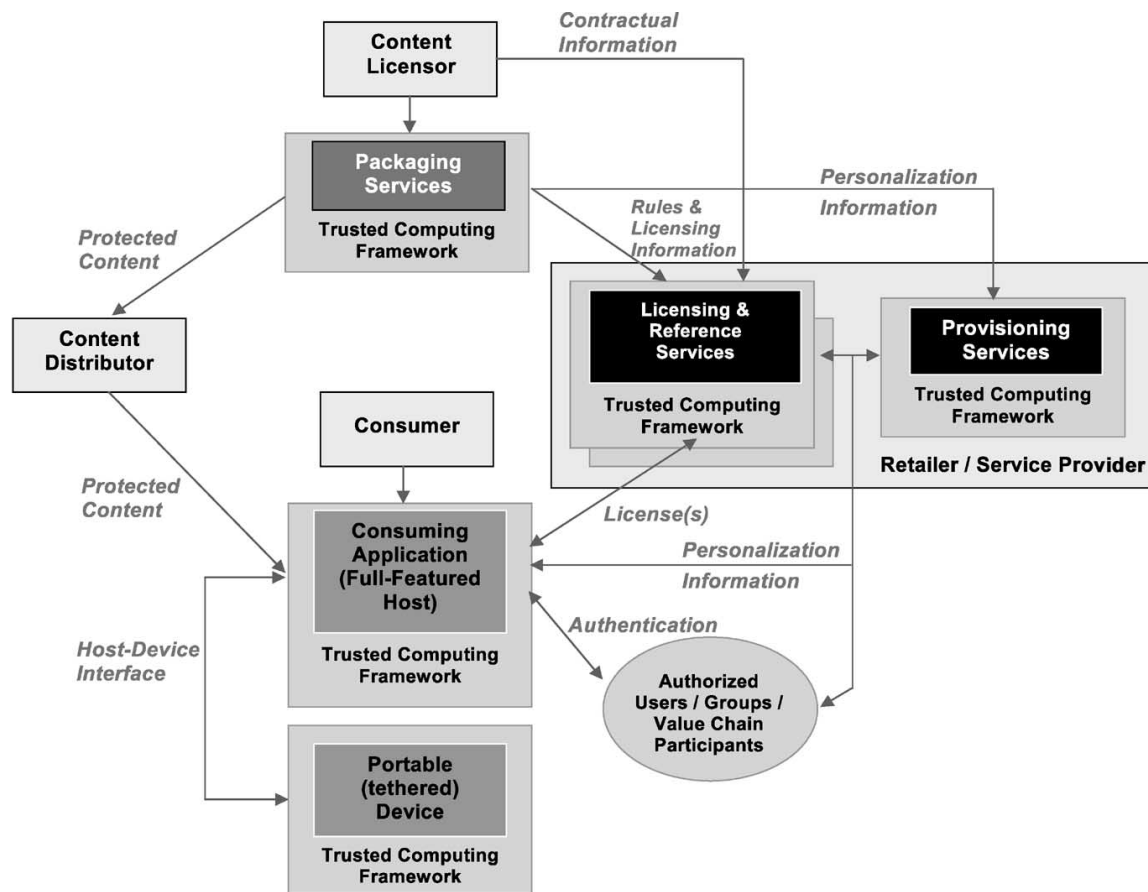 Contractual
Information
Content
Licensor
Packaging
Services
Trusted Computing
Framework
Personalization
Information
Rules &
Licensing
Information
Protected
Content
Content
Distributor
Licensing &
Reference
Services
Trusted Computing
Framework
Provisioning
Services
Trusted Computing
Framework
Retailer / Service Provider
Consumer
Protected
Content
License(s)
Consuming
Application
(Full-Featured
Host)
Trusted Computing
Framework
Personalization
Information
Authentication
Host-Device
Interface
Authorized
Users / Groups /
Value Chain
Participants
Portable
(tethered)
Device
Trusted Computing
Framework